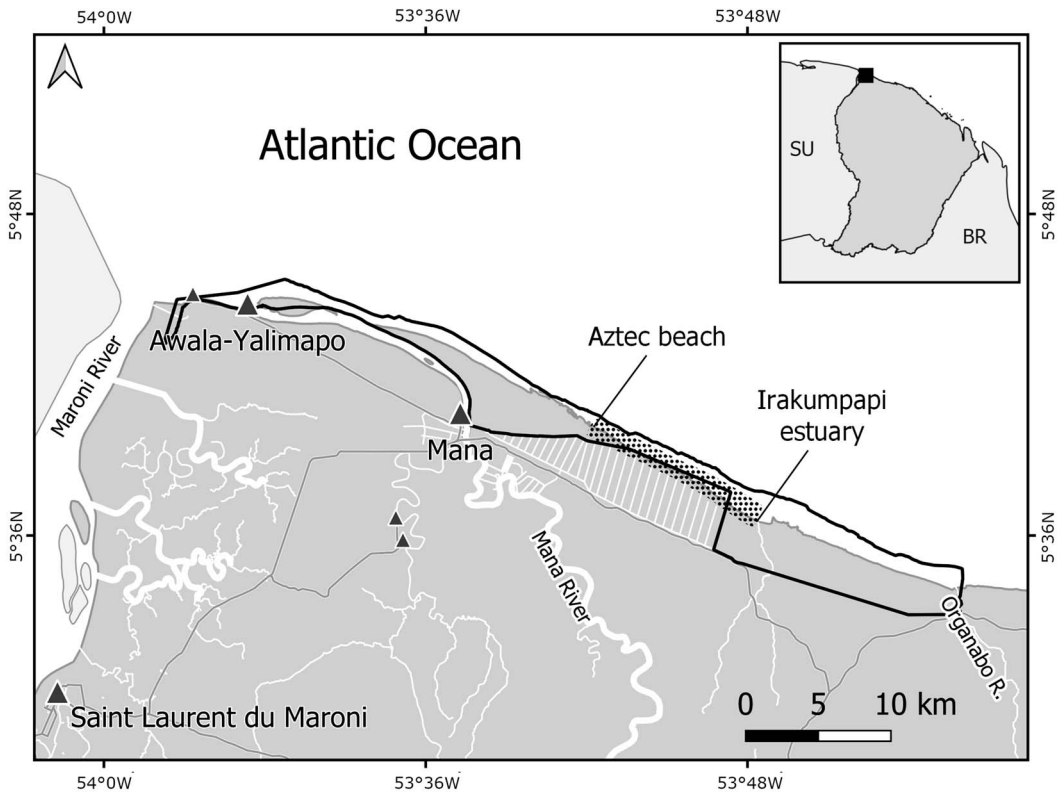 54°0W
53°36W
53°48W
Atlantic Ocean
SU
BR
5°48N
5°48N
Awala-Yalimapo
Aztec beach
Maroni River
Irakumpapi
estuary
Mana
5°36N
5°36N
Mana River
Organabo R.
Saint Laurent du Maroni
0
5
10 km
54°0W
53°36W
53°48W